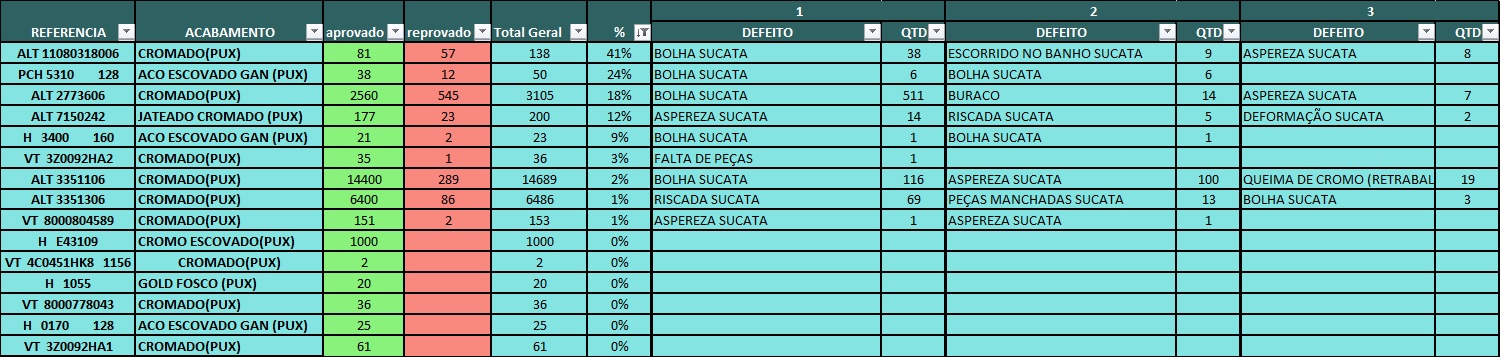 1 2 3
REFERENCIA ACABAMENTO aprovado reprovado Total Geral % DEFEITO QTD DEFEITO QTD DEFEITO QTD
ALT 11080318006 CROMADO(PUX) 81 57 138 41% BOLHA SUCATA 38 ESCORRIDO NO BANHO SUCATA 9 ASPEREZA SUCATA 8
PCH 5310 128 ACO ESCOVADO GAN (PUX) 38 12 50 24% BOLHA SUCATA 6 BOLHA SUCATA 6
ALT 2773606 CROMADO(PUX) 2560 545 3105 18% BOLHA SUCATA 511 BURACO 14 ASPEREZA SUCATA 7
ALT 7150242 JATEADO CROMADO (PUX) 177 23 200 12% ASPEREZA SUCATA 14 RISCADA SUCATA 5 DEFORMAÇÃO SUCATA 2
H 3400 160 ACO ESCOVADO GAN (PUX) 21 2 23 9% BOLHA SUCATA 1 BOLHA SUCATA 1
VT 3Z0092HA2 CROMADO(PUX) 35 1 36 3% FALTA DE PEÇAS 1
ALT 3351106 CROMADO(PUX) 14400 289 14689 2% BOLHA SUCATA 116 ASPEREZA SUCATA 100 QUEIMA DE CROMO (RETRABAL 19
ALT 3351306 CROMADO(PUX) 6400 86 6486 1% RISCADA SUCATA 69 PEÇAS MANCHADAS SUCATA 13 BOLHA SUCATA 3
VT 8000804589 CROMADO(PUX) 151 2 153 1% ASPEREZA SUCATA 1 ASPEREZA SUCATA 1
H E43109 CROMO ESCOVADO(PUX) 1000 1000 0%
VT 4C0451HK8 1156 CROMADO(PUX) 2 2 0%
H 1055 GOLD FOSCO (PUX) 20 20 0%
VT 8000778043 CROMADO(PUX) 36 36 0%
H 0170 128 ACO ESCOVADO GAN (PUX) 25 25 0%
VT 3Z0092HA1 CROMADO(PUX) 61 61 0%